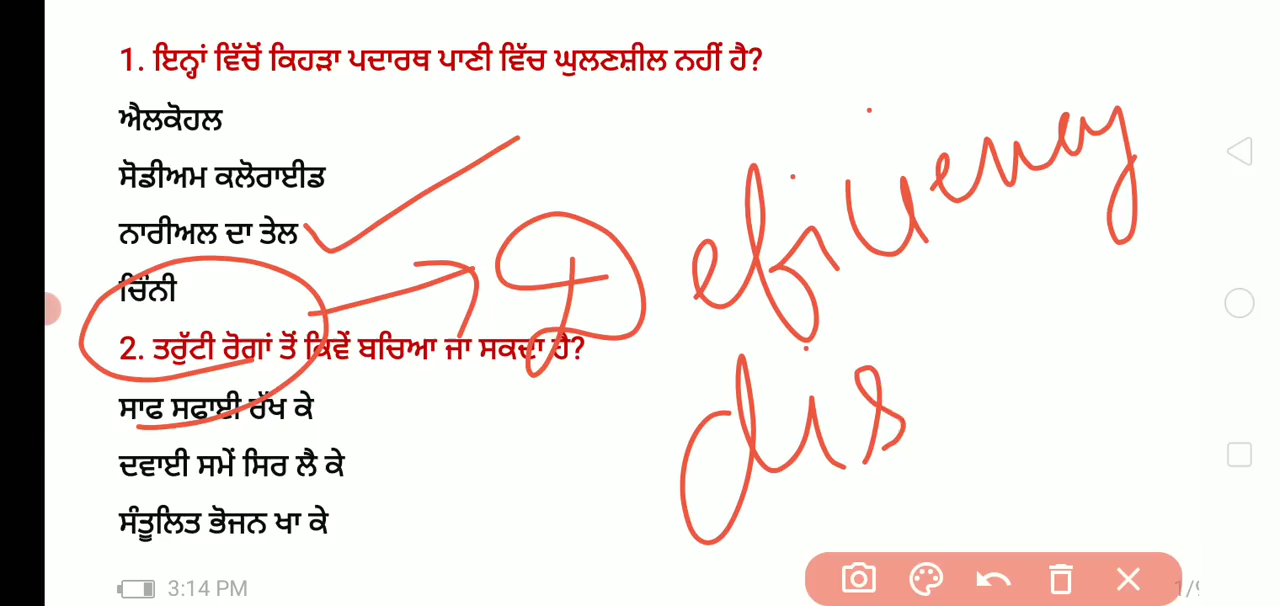 1. ਇਨ੍ਹਾਂ ਵਿੱਚੋਂ ਕਿਹੜਾ ਪਦਾਰਥ ਪਾਣੀ ਵਿੱਚ ਘੁਲਣਸ਼ੀਲ ਨਹੀਂ ਹੈ?
ਐਲਕੋਹਲ
ਸੋਡੀਅਮ ਕਲੋਰਾਈਡ
ਨਾਰੀਅਲ ਦਾ ਤੇਲ
ਚਿੰਨੀ
Deficiency
2. ਤਰੁੱਟੀ ਰੋਗਾਂ ਤੋਂ ਕਿਵੇਂ ਬਚਿਆ ਜਾ ਸਕਦਾ ਹੈ?
dis
ਸਾਫ ਸਫਾਈ ਰੱਖ ਕੇ
ਦਵਾਈ ਸਮੇਂ ਸਿਰ ਲੈ ਕੇ
ਸੰਤੂਲਿਤ ਭੋਜਨ ਖਾ ਕੇ
3:14 PM